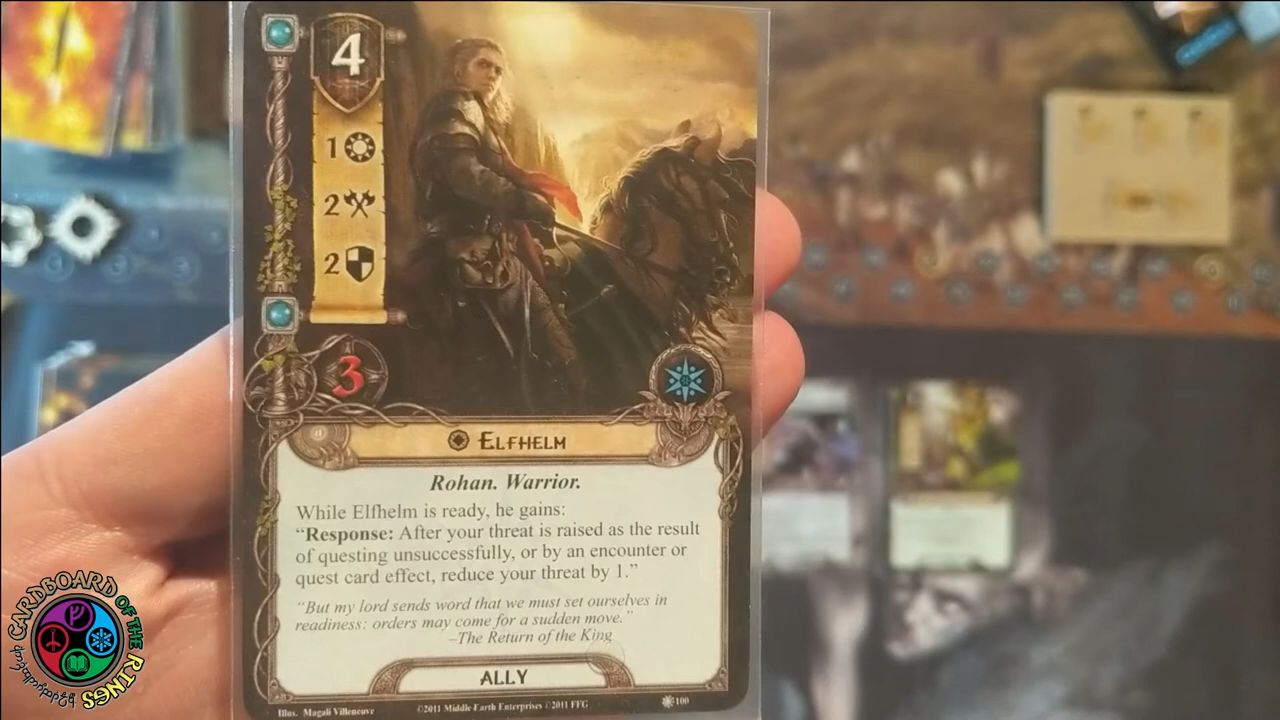 4
1
2
2
3
ELFHELM
Rohan. Warrior.
While Elfhelm is ready, he gains:
“Response: After your threat is raised as the result
of questing unsuccessfully, or by an encounter or
quest card effect, reduce your threat by 1.”
“But my lord sends word that we must set ourselves in
readiness: orders may come for a sudden move.”
–The Return of the King
ALLY
Illus. Magali Villeneuve
©2011 Middle Earth Enterprises ©2011 FFG
100
CARDBOARD OF THE RINGS